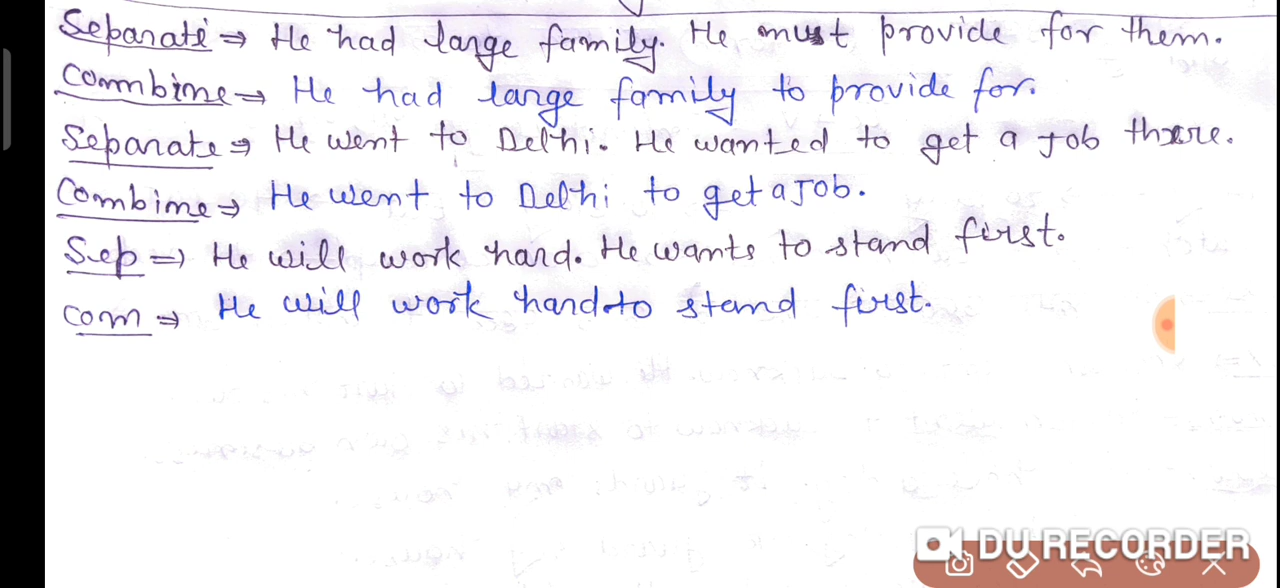 Separate ⇒ He had large family. He must provide for them.
Combine → He had large family to provide for.
Separate ⇒ He went to Delhi. He wanted to get a Job there.
Combine ⇒ He went to Delhi to get a Job.
Sep ⇒ He will work hard. He wants to stand first.
Com ⇒ He will work hard to stand first.
DU RECORDER